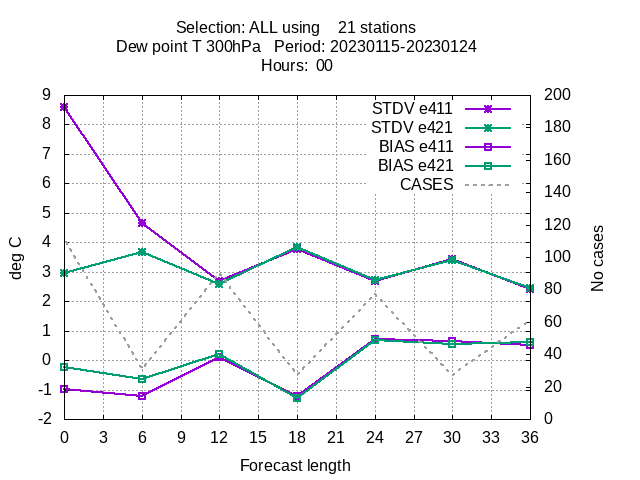 Selection: ALL using    21 stations
Dew point T 300hPa   Period: 20230115-20230124
Hours:  00
STDV e411
STDV e421
BIAS e411
BIAS e421
CASES
9
8
7
6
5
4
3
2
1
0
-1
-2
deg C
200
180
160
140
120
100
80
60
40
20
0
No cases
0 3 6 9 12 15 18 21 24 27 30 33 36
Forecast length